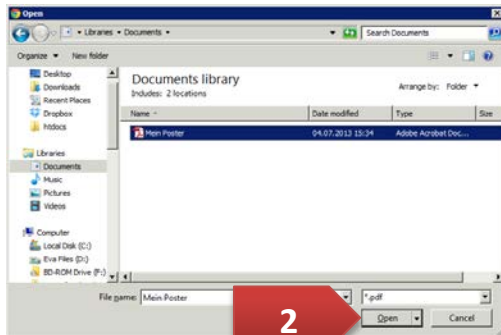 Open
Libraries
Documents
Search Documents
Organize
New folder
Desktop
Downloads
Recent Places
Dropbox
htdocs
Libraries
Documents
Music
Pictures
Videos
Computer
Local Disk (C:)
Eva Files (D:)
BD-ROM Drive (F:)
Documents library
Includes: 2 locations
Arrange by: Folder
Name Date modified Type Size
Mein Poster 04.07.2013 15:34 Adobe Acrobat Doc...
File name: Mein Poster *.pdf
2
Open Cancel